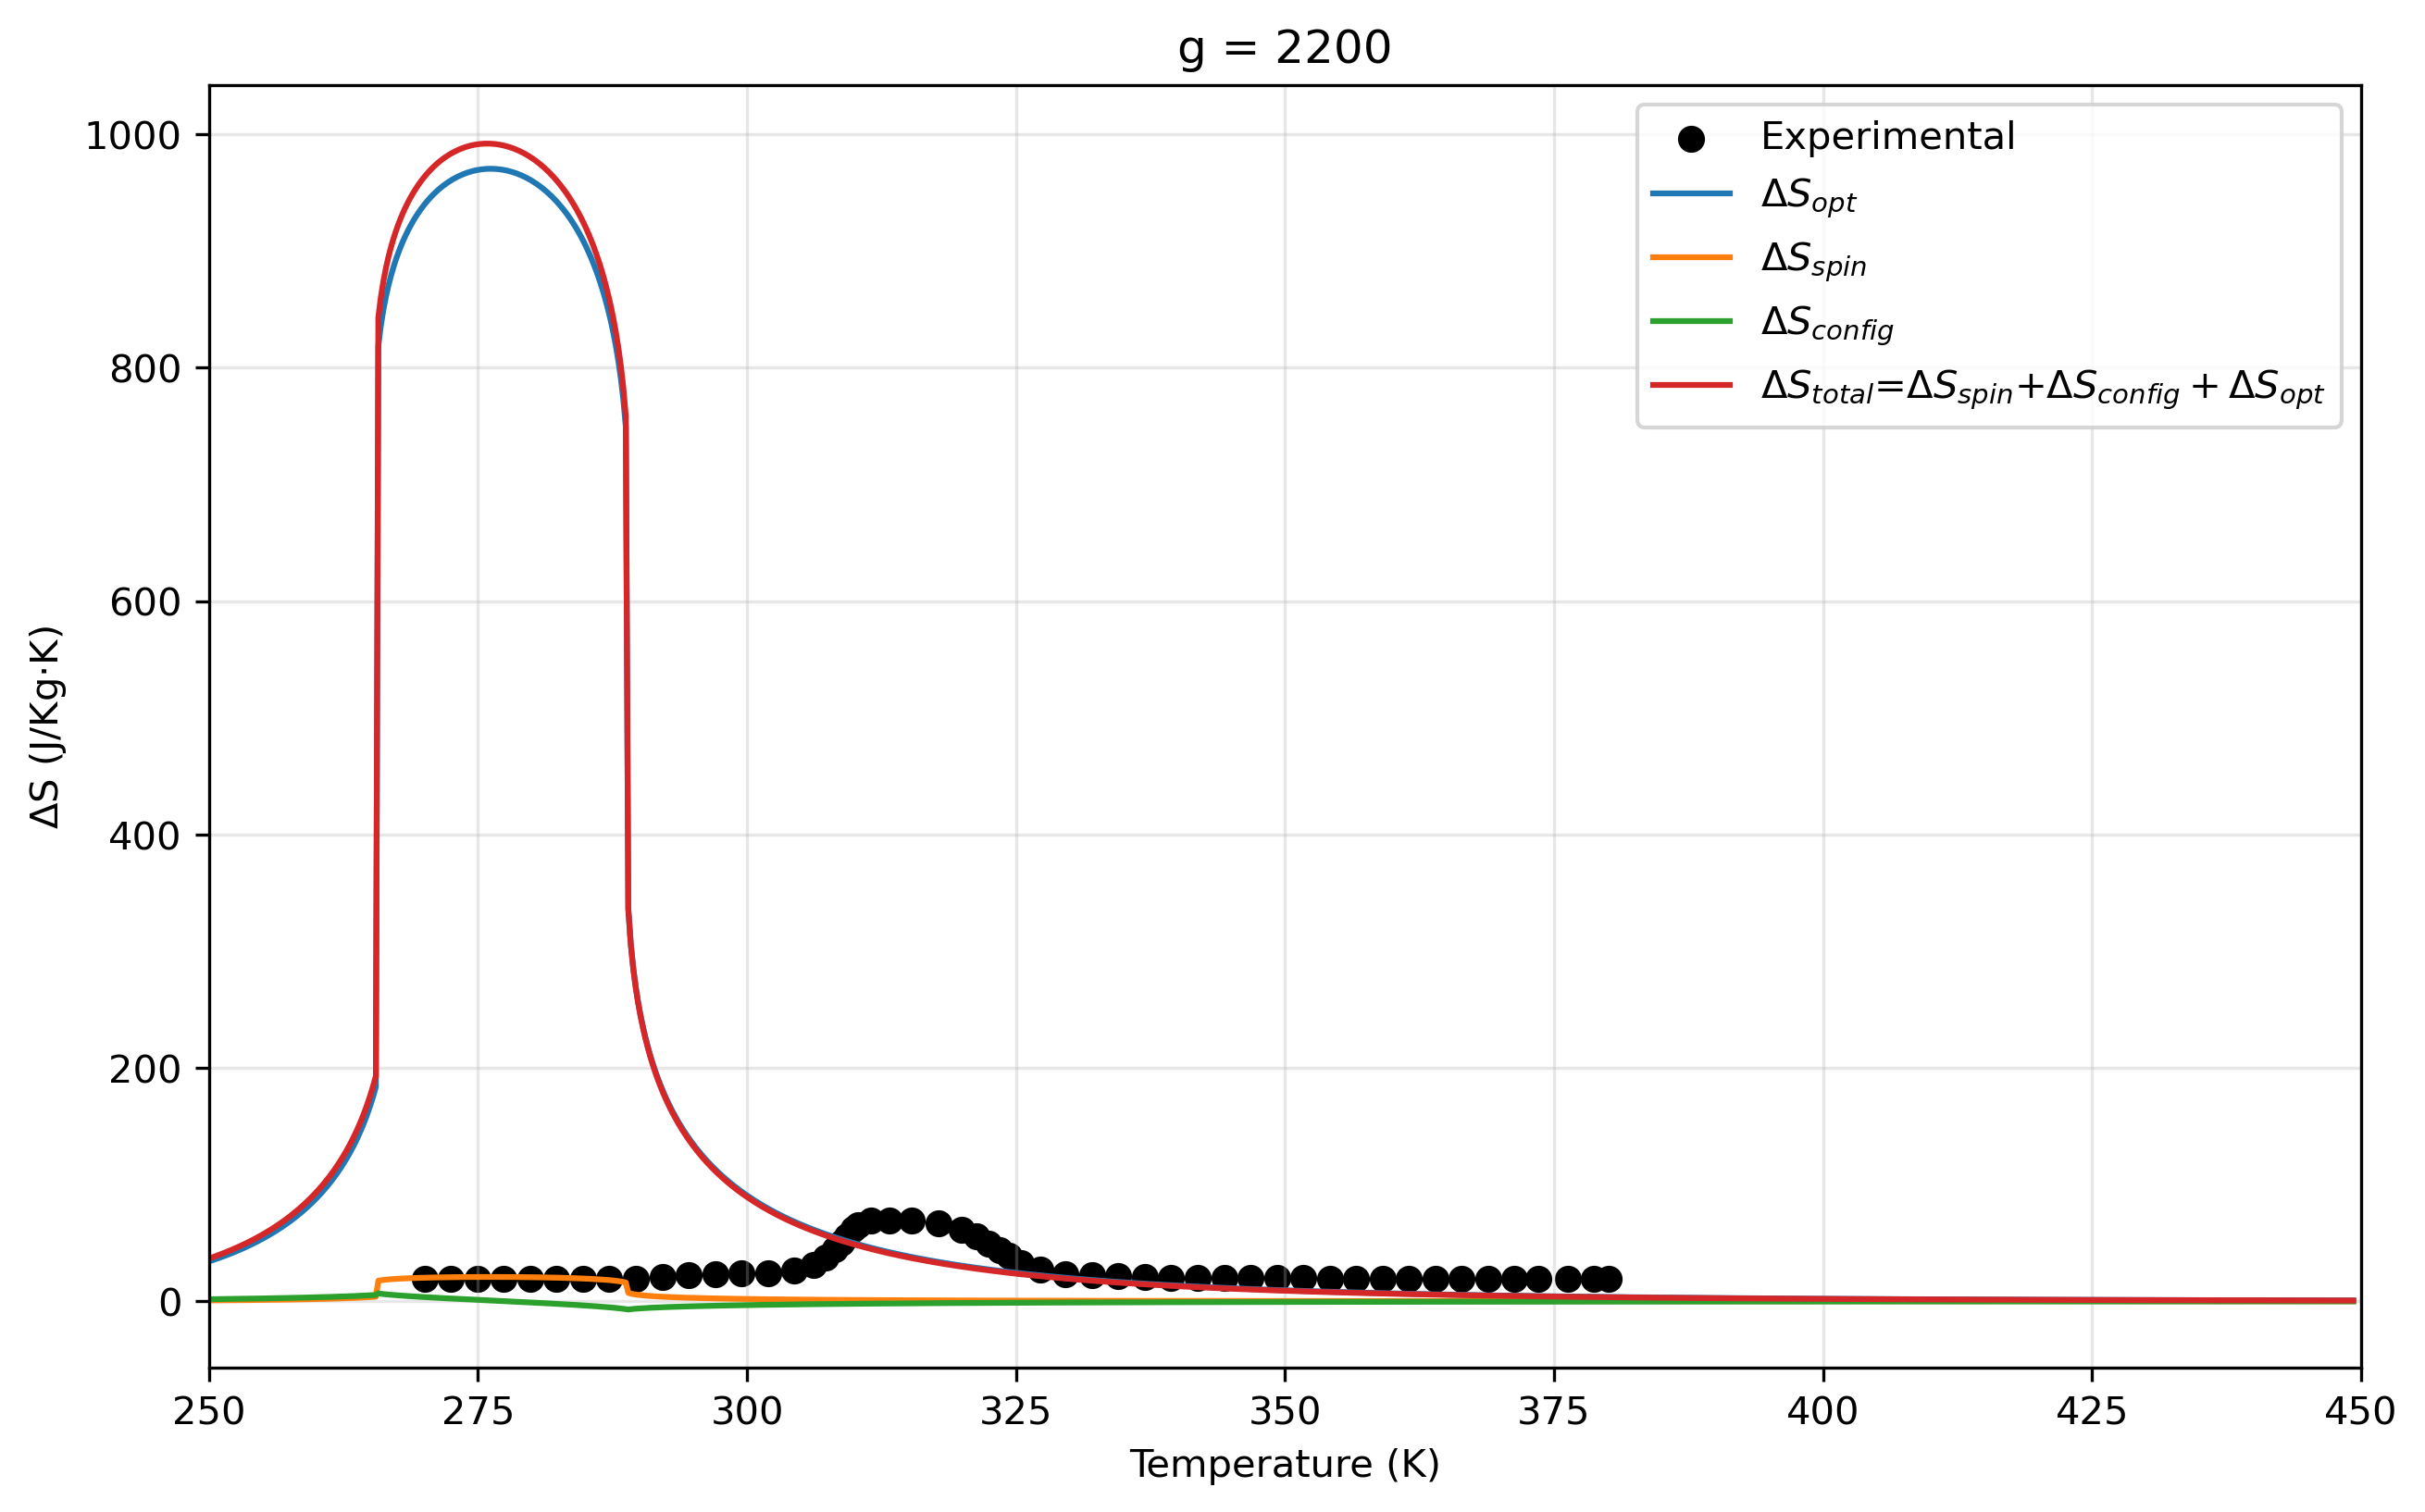 g = 2200
1000
800
600
400
200
0
ΔS (J/Kg·K)
Experimental
ΔS_opt
ΔS_spin
ΔS_config
ΔS_total=ΔS_spin+ΔS_config + ΔS_opt
250 275 300 325 350 375 400 425 450
Temperature (K)